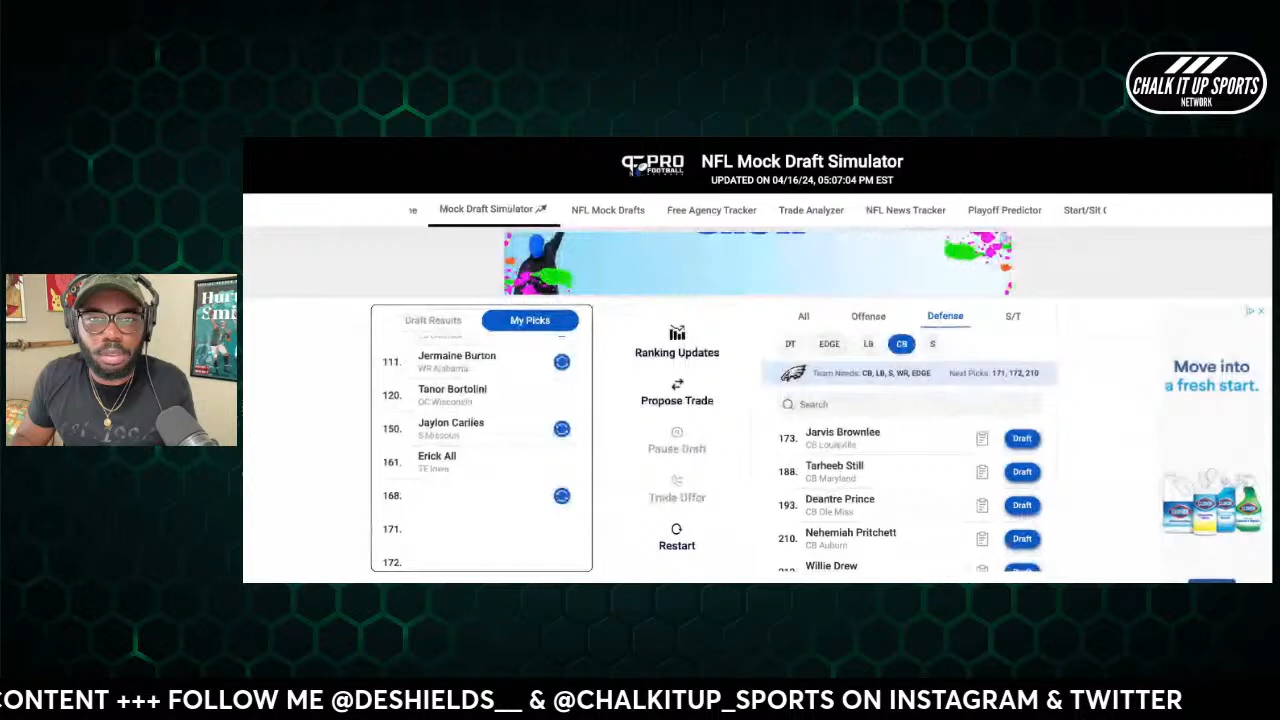 CHALK IT UP SPORTS
NETWORK
PRO
FOOTBALL
NFL Mock Draft Simulator
UPDATED ON 04/16/24, 05:07:04 PM EST
ne
Mock Draft Simulator
NFL Mock Drafts
Free Agency Tracker
Trade Analyzer
NFL News Tracker
Playoff Predictor
Start/Sit
Draft Results
My Picks
111. Jermaine Burton
WR Alabama
120. Tanor Bortolini
OC Wisconsin
150. Jaylon Carlies
S Missouri
161. Erick All
TE Iowa
168.
171.
172.
Ranking Updates
Propose Trade
Pause Draft
Trade Offer
Restart
All Offense Defense S/T
DT EDGE LB CB S
Team Needs: CB, LB, S, WR, EDGE Next Picks: 171, 172, 210
Search
173. Jarvis Brownlee Draft
CB Louisville
188. Tarheeb Still Draft
CB Maryland
193. Deantre Prince Draft
CB Ole Miss
210. Nehemiah Pritchett Draft
CB Auburn
Willie Drew
Move into
a fresh start.
CONTENT +++ FOLLOW ME @DESHIELDS__ & @CHALKITUP_SPORTS ON INSTAGRAM & TWITTER